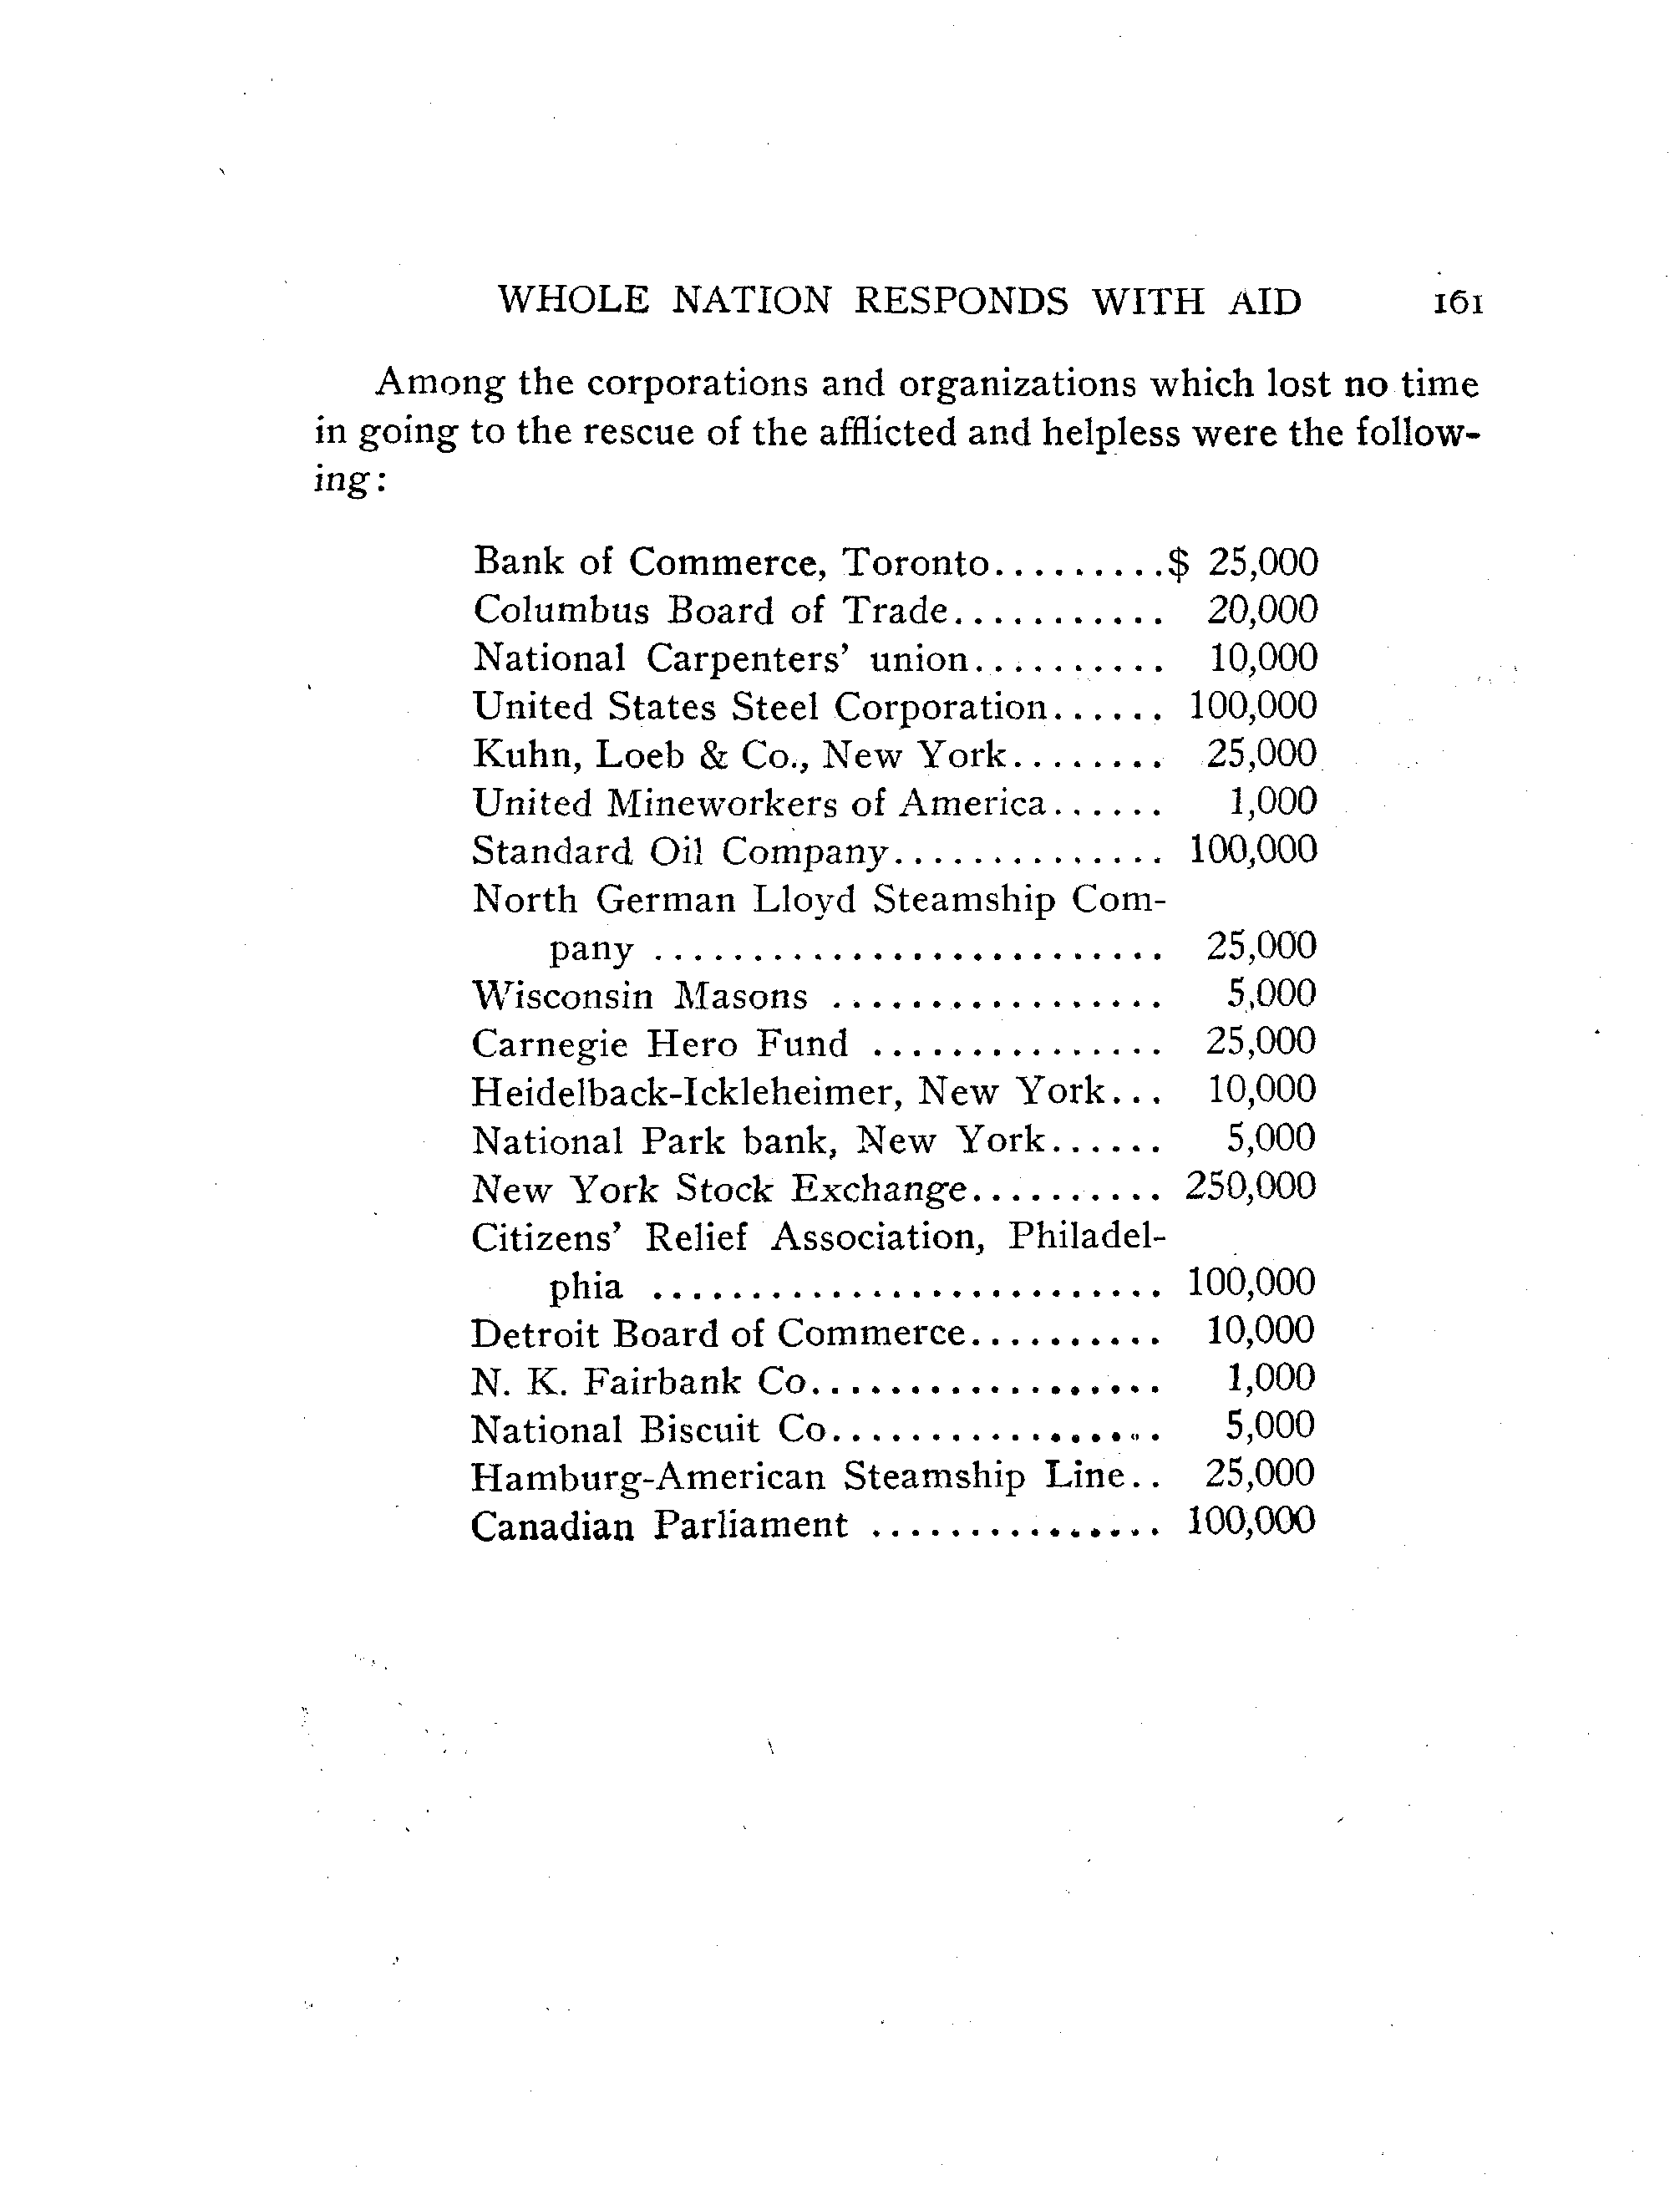 WHOLE NATION RESPONDS WITH AID 161
Among the corporations and organizations which lost no time
in going to the rescue of the afflicted and helpless were the follow-
ing:
Bank of Commerce, Toronto.........$ 25,000
Columbus Board of Trade........... 20,000
National Carpenters' union.......... 10,000
United States Steel Corporation...... 100,000
Kuhn, Loeb & Co., New York........ 25,000
United Mineworkers of America...... 1,000
Standard Oil Company.............. 100,000
North German Lloyd Steamship Com-
pany .......................... 25,000
Wisconsin Masons ................. 5,000
Carnegie Hero Fund ............... 25,000
Heidelback-Ickleheimer, New York... 10,000
National Park bank, New York...... 5,000
New York Stock Exchange.......... 250,000
Citizens' Relief Association, Philadel-
phia .......................... 100,000
Detroit Board of Commerce.......... 10,000
N. K. Fairbank Co.................. 1,000
National Biscuit Co................. 5,000
Hamburg-American Steamship Line.. 25,000
Canadian Parliament ............... 100,000